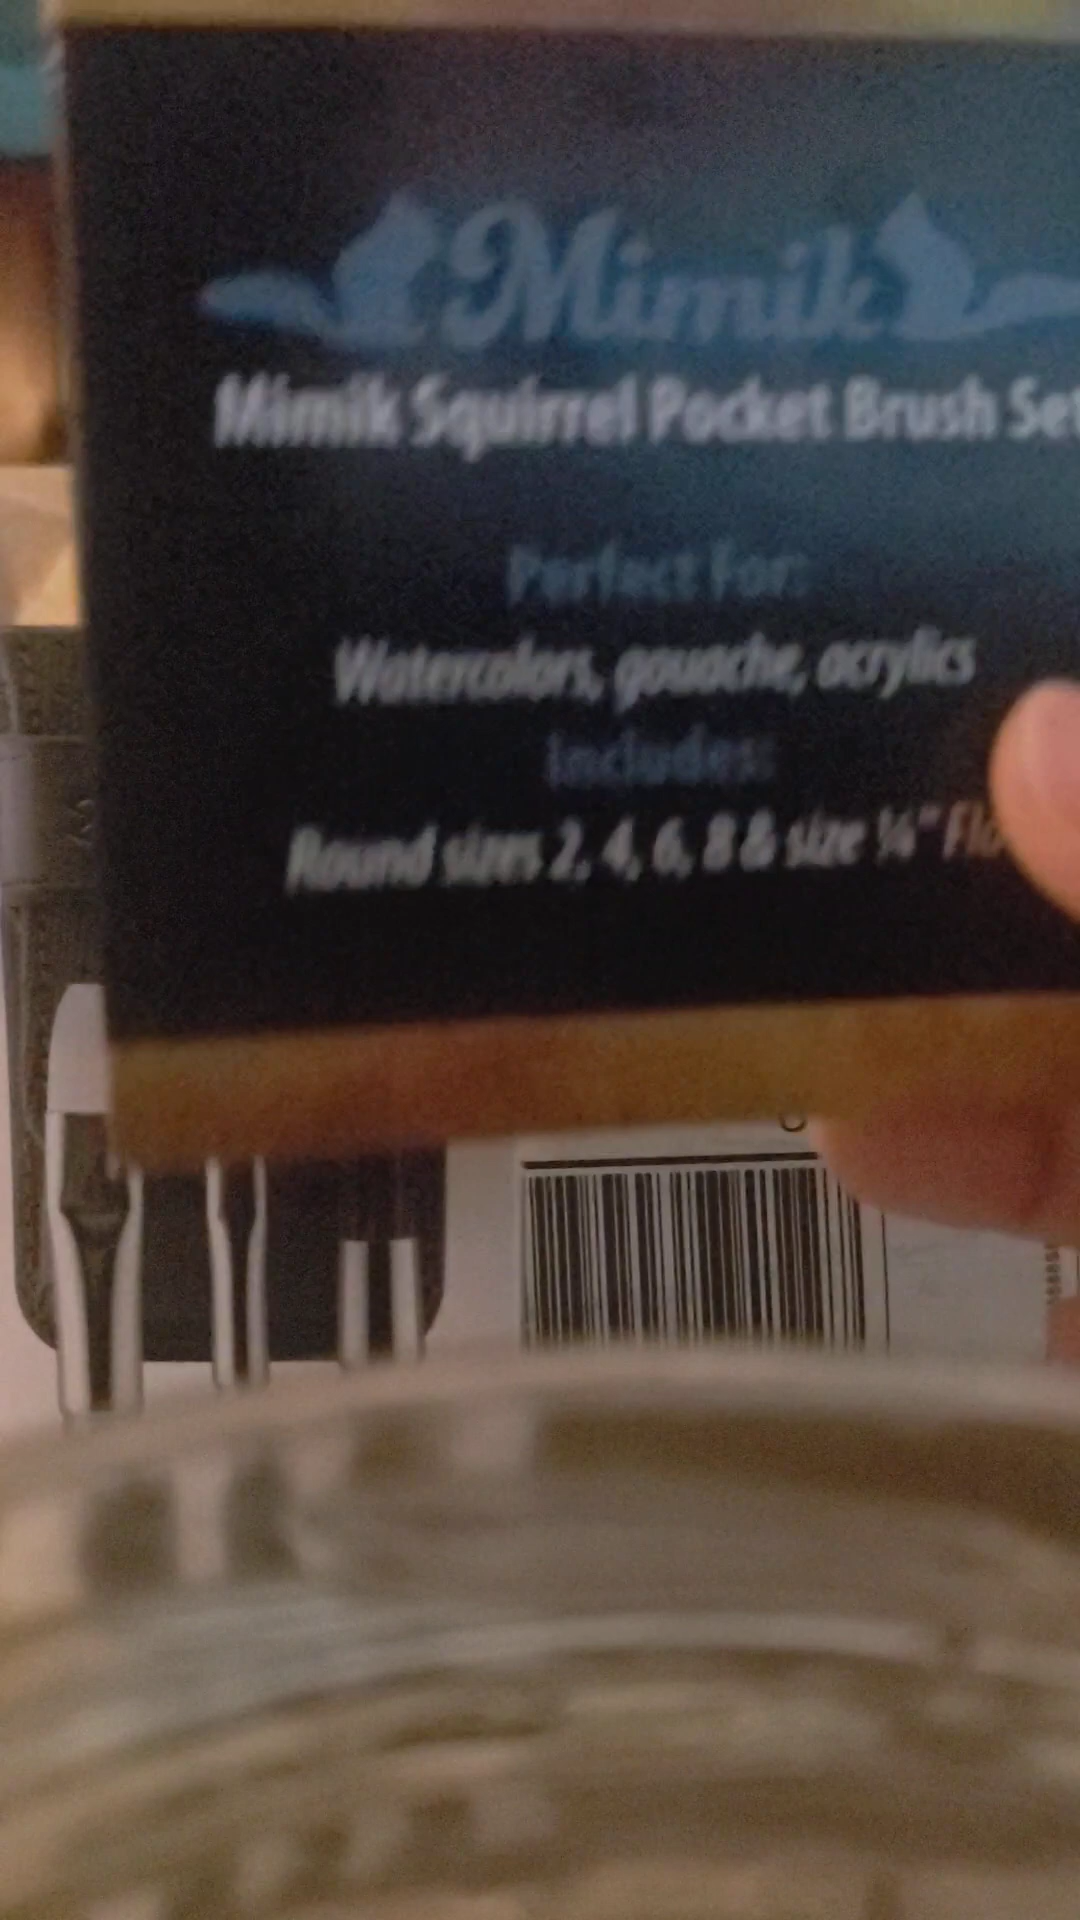 Mimik
Mimik Squirrel Pocket Brush Set
Perfect For:
Watercolors, gouache, acrylics
Includes:
Round sizes 2, 4, 6, 8 & size ¼"